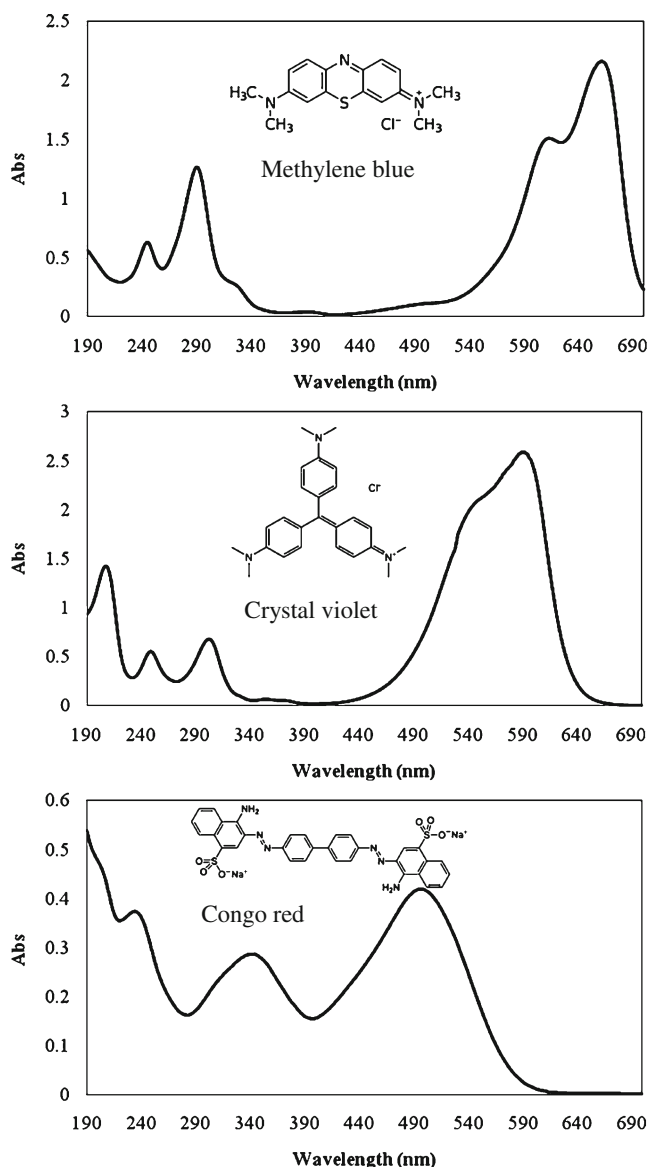 2.5
2
1.5
1
0.5
0
Abs
N
H₃C N CH₃
S N⁺ CH₃
CH₃ Cl⁻ CH₃
Methylene blue
190 240 290 340 390 440 490 540 590 640 690
Wavelength (nm)
3
2.5
2
1.5
1
0.5
0
Abs
N
Cl⁻
N N⁺
Crystal violet
190 240 290 340 390 440 490 540 590 640 690
Wavelength (nm)
0.6
0.5
0.4
0.3
0.2
0.1
0
Abs
NH₂
N N
O S O
O⁻Na⁺
N N
O S O
O⁻Na⁺
H₂N
Congo red
190 240 290 340 390 440 490 540 590 640 690
Wavelength (nm)